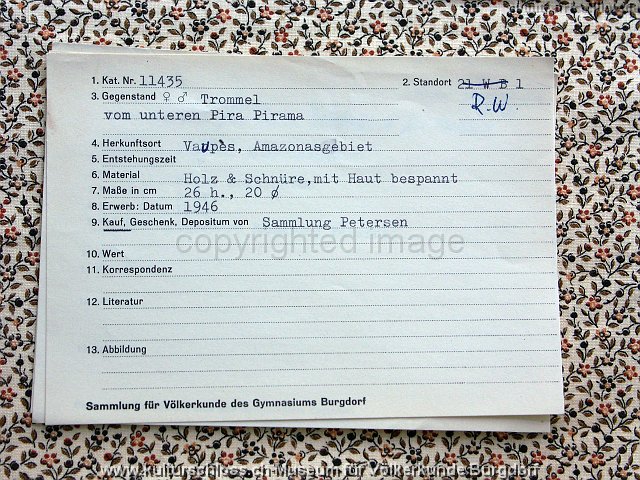 1. Kat. Nr. 11435 2. Standort 21 W B 1
R.W.
3. Gegenstand ♀ ♂ Trommel
vom unteren Pira Pirama
4. Herkunftsort Vaupès, Amazonasgebiet
5. Entstehungszeit
6. Material Holz & Schnüre,mit Haut bespannt
7. Maße in cm 26 h., 20 ø
8. Erwerb: Datum 1946
9. Kauf, Geschenk, Depositum von Sammlung Petersen
copyrighted image
10. Wert
11. Korrespondenz
12. Literatur
13. Abbildung
Sammlung für Völkerkunde des Gymnasiums Burgdorf
www.kulturschloss.ch-Museum für Völkerkunde Burgdorf